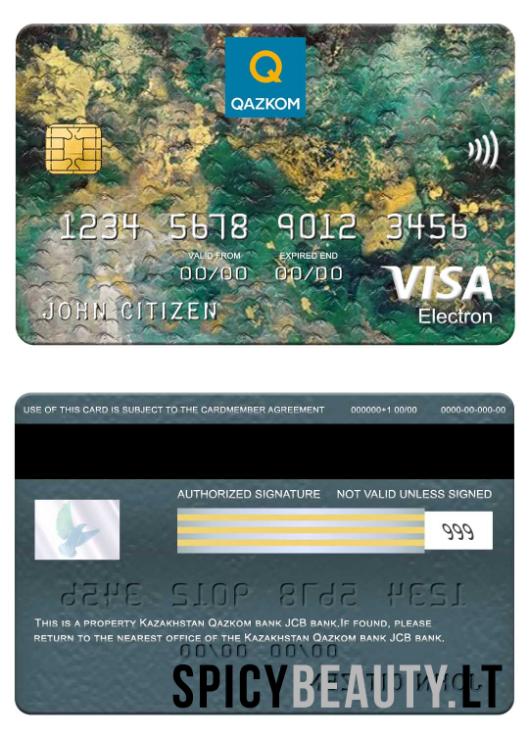 Q
QAZKOM
1234 5678 9012 3456
VALID FROM EXPIRED END
00/00 00/00
VISA
JOHN CITIZEN
Electron
USE OF THIS CARD IS SUBJECT TO THE CARDMEMBER AGREEMENT 000000+1 00/00 0000-00-000-00
AUTHORIZED SIGNATURE NOT VALID UNLESS SIGNED
999
THIS IS A PROPERTY KAZAKHSTAN QAZKOM BANK JCB BANK.IF FOUND, PLEASE
RETURN TO THE NEAREST OFFICE OF THE KAZAKHSTAN QAZKOM BANK JCB BANK.
SPICYBEAUTY.LT